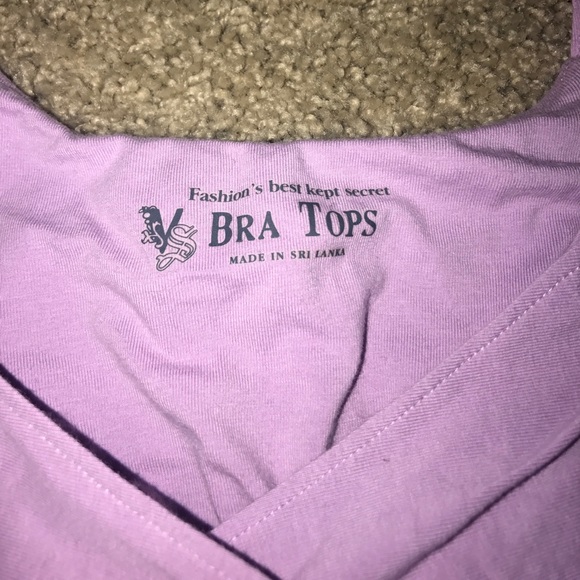 Fashion's best kept secret
VS BRA TOPS
MADE IN SRI LANKA